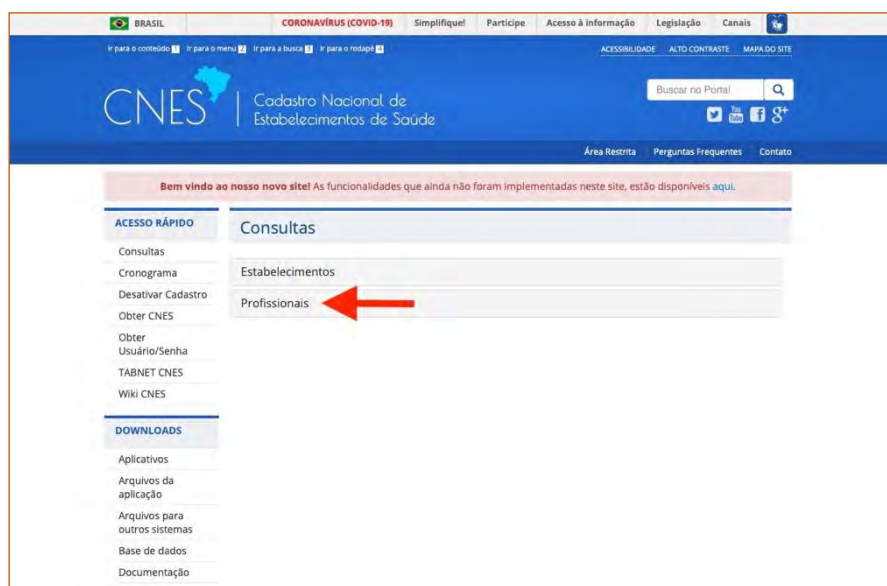 BRASIL CORONAVÍRUS (COVID-19) Simplifique! Participe Acesso à informação Legislação Canais
Ir para o conteúdo 1 Ir para o menu 2 Ir para a busca 3 Ir para o rodapé 4 ACESSIBILIDADE ALTO CONTRASTE MAPA DO SITE
CNES Cadastro Nacional de
Estabelecimentos de Saúde
Buscar no Portal
You Tube f g+
Área Restrita Perguntas Frequentes Contato
Bem vindo ao nosso novo site! As funcionalidades que ainda não foram implementadas neste site, estão disponíveis aqui.
ACESSO RÁPIDO
Consultas
Cronograma
Desativar Cadastro
Obter CNES
Obter
Usuário/Senha
TABNET CNES
Wiki CNES
DOWNLOADS
Aplicativos
Arquivos da
aplicação
Arquivos para
outros sistemas
Base de dados
Documentação
Consultas
Estabelecimentos
Profissionais